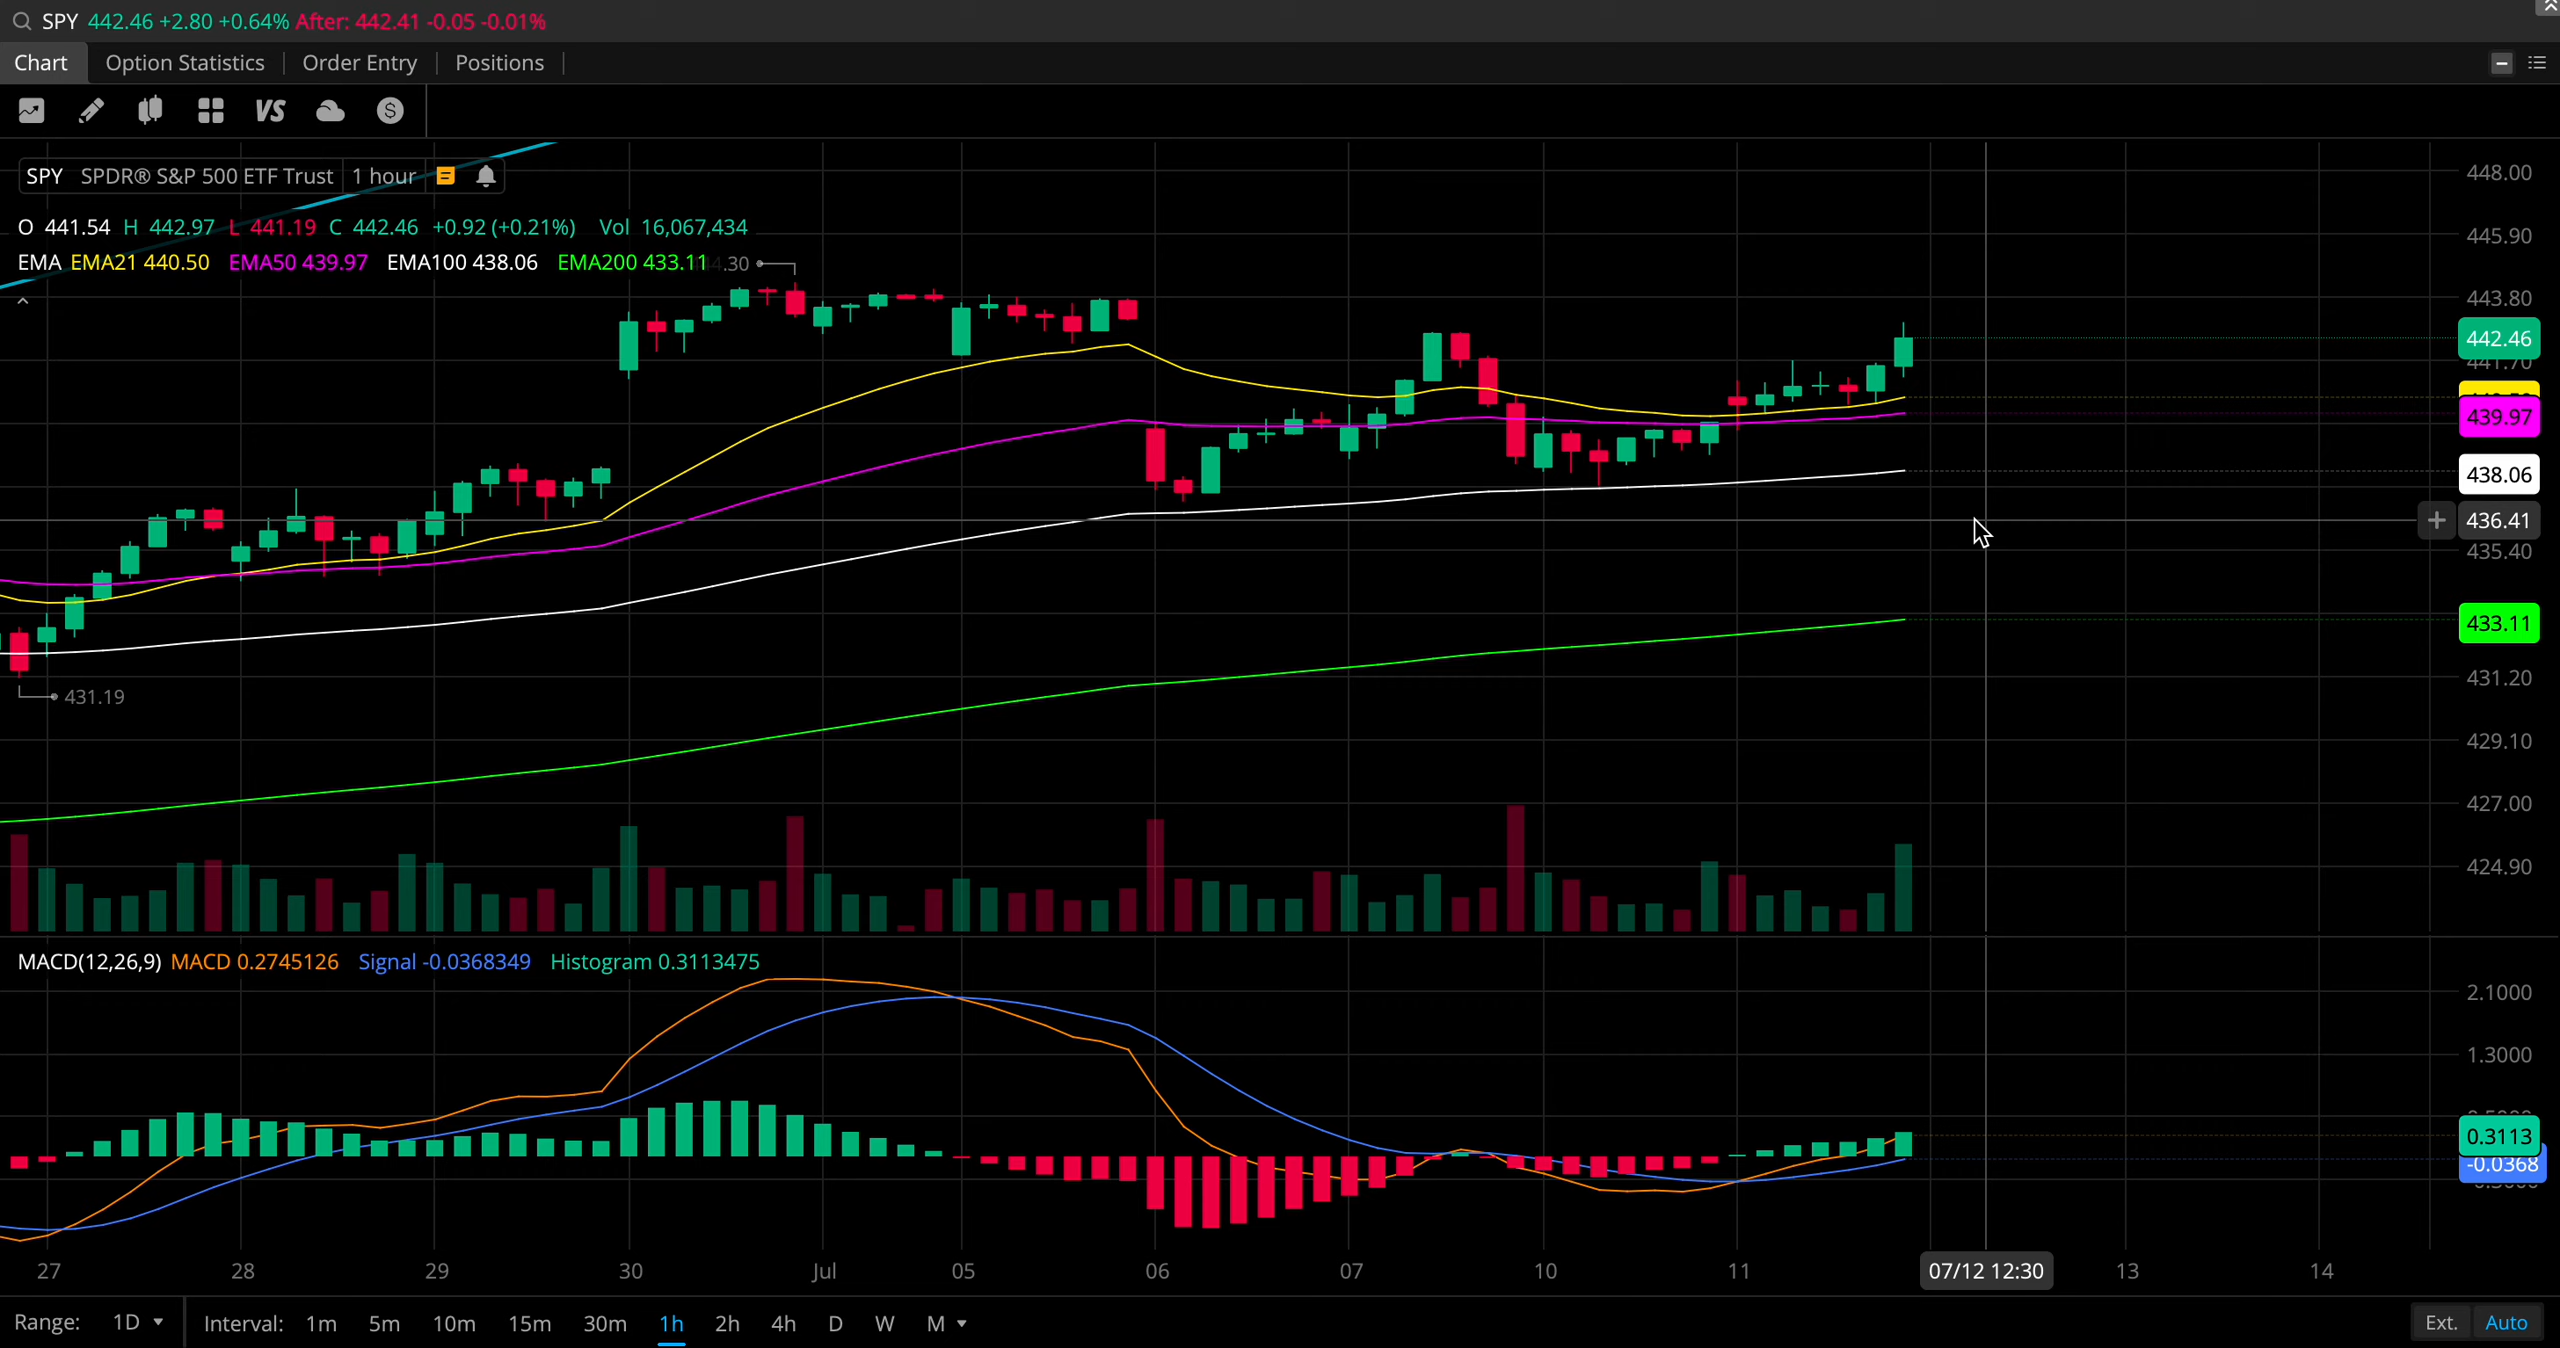 SPY 442.46 +2.80 +0.64% After: 442.41 -0.05 -0.01%
Chart Option Statistics Order Entry Positions
VS $
SPY SPDR® S&P 500 ETF Trust 1 hour
O 441.54 H 442.97 L 441.19 C 442.46 +0.92 (+0.21%) Vol 16,067,434
EMA EMA21 440.50 EMA50 439.97 EMA100 438.06 EMA200 433.11
448.00
445.90
443.80
442.46
441.70
439.97
438.06
436.41
435.40
433.11
431.20
431.19
429.10
427.00
424.90
MACD(12,26,9) MACD 0.2745126 Signal -0.0368349 Histogram 0.3113475
2.1000
1.3000
0.3113
-0.0368
27 28 29 30 Jul 05 06 07 10 11 07/12 12:30 13 14
Range: 1D Interval: 1m 5m 10m 15m 30m 1h 2h 4h D W M Ext. Auto